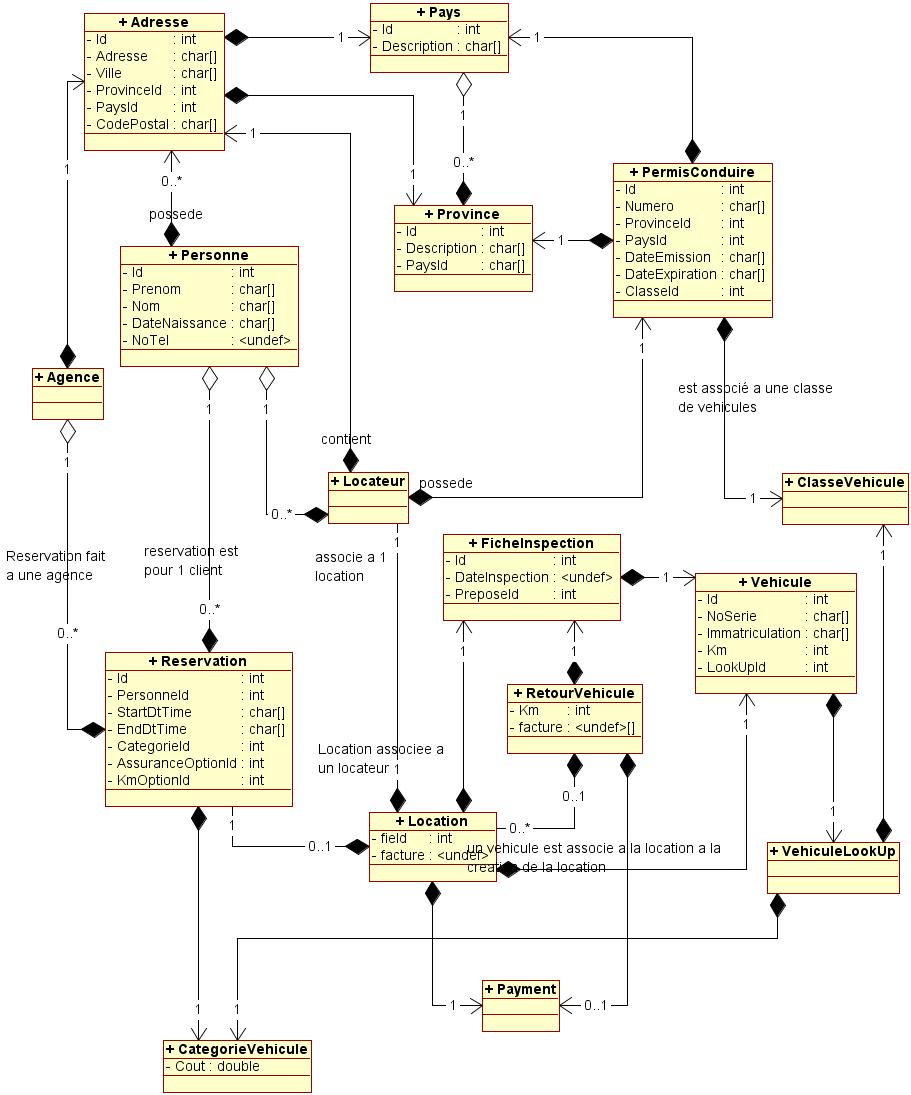 + Adresse
- Id : int
- Adresse : char[]
- Ville : char[]
- ProvinceId : int
- PaysId : int
- CodePostal : char[]
+ Pays
- Id : int
- Description : char[]
1
1
1
1
1
0..*
1
0..*
possede
+ Province
- Id : int
- Description : char[]
- PaysId : char[]
1
+ PermisConduire
- Id : int
- Numero : char[]
- ProvinceId : int
- PaysId : int
- DateEmission : char[]
- DateExpiration : char[]
- ClasseId : int
+ Personne
- Id : int
- Prenom : char[]
- Nom : char[]
- DateNaissance : char[]
- NoTel : <undef>
1
+ Agence
1
1
1
est associé a une classe
de vehicules
contient
1
+ Locateur
possede
0..*
1
+ ClasseVehicule
1
Reservation fait
a une agence
reservation est
pour 1 client
1
associe a 1
location
+ FicheInspection
- Id : int
- DateInspection : <undef>
- PreposeId : int
1
+ Vehicule
- Id : int
- NoSerie : char[]
- Immatriculation : char[]
- Km : int
- LookUpId : int
0..*
0..*
+ Reservation
- Id : int
- PersonneId : int
- StartDtTime : char[]
- EndDtTime : char[]
- CategorieId : int
- AssuranceOptionId : int
- KmOptionId : int
1
1
+ RetourVehicule
- Km : int
- facture : <undef>[]
1
Location associee a
un locateur 1
0..1
0..*
1
1
0..1
+ Location
- field : int
- facture : <undef>
un vehicule est associe a la location a la
creation de la location
+ VehiculeLookUp
1
1
1
0..1
+ Payment
+ CategorieVehicule
- Cout : double